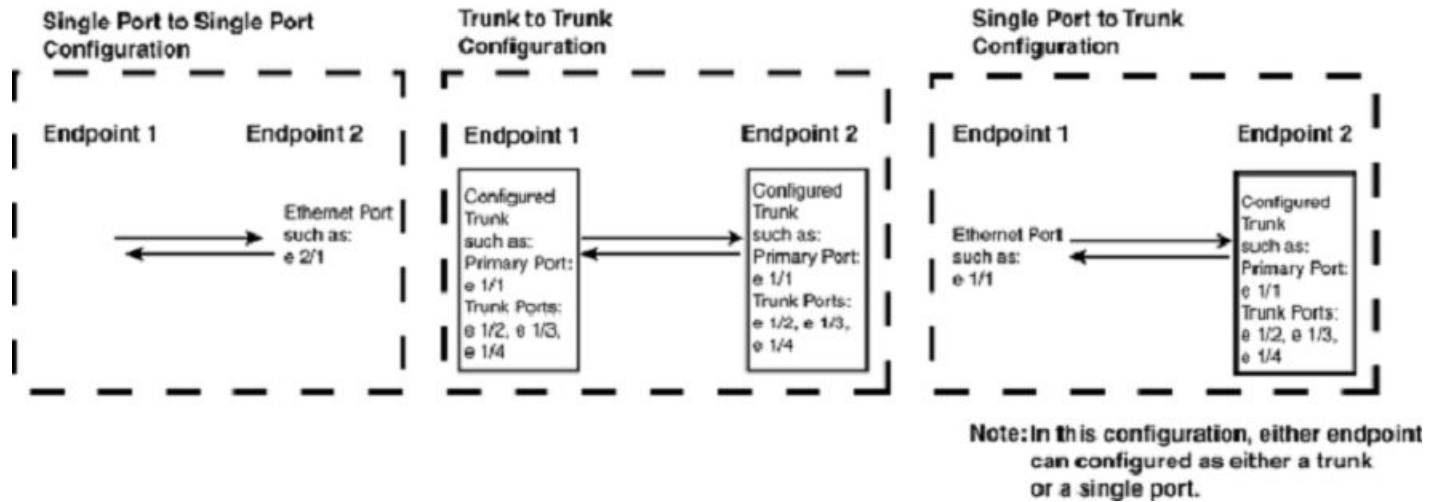 Single Port to Single Port
Configuration
Endpoint 1
Endpoint 2
Ethernet Port
such as:
e 2/1
Trunk to Trunk
Configuration
Endpoint 1
Endpoint 2
Configured
Trunk
such as:
Primary Port:
e 1/1
Trunk Ports:
e 1/2, e 1/3,
e 1/4
Configured
Trunk
such as:
Primary Port:
e 1/1
Trunk Ports:
e 1/2, e 1/3,
e 1/4
Single Port to Trunk
Configuration
Endpoint 1
Endpoint 2
Ethernet Port
such as:
e 1/1
Configured
Trunk
such as:
Primary Port:
e 1/1
Trunk Ports:
e 1/2, e 1/3,
e 1/4
Note: In this configuration, either endpoint
can configured as either a trunk
or a single port.